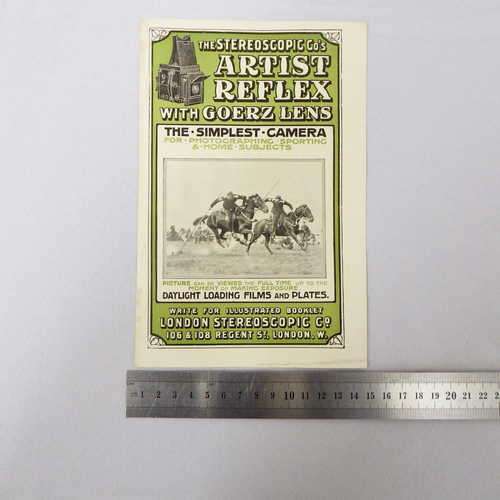 THE STEREOSCOPIC CO'S
ARTIST
REFLEX
WITH GOERZ LENS
THE · SIMPLEST · CAMERA
FOR · PHOTOGRAPHING · SPORTING
& · HOME · SUBJECTS
PICTURE CAN BE VIEWED THE FULL TIME UP TO THE
MOMENT OF MAKING EXPOSURE
DAYLIGHT LOADING FILMS AND PLATES.
WRITE FOR ILLUSTRATED BOOKLET
LONDON STEREOSCOPIC CO
106 & 108 REGENT ST, LONDON, W.
1 2 3 4 5 6 7 8 9 10 11 12 13 14 15 16 17 18 19 20 21 22